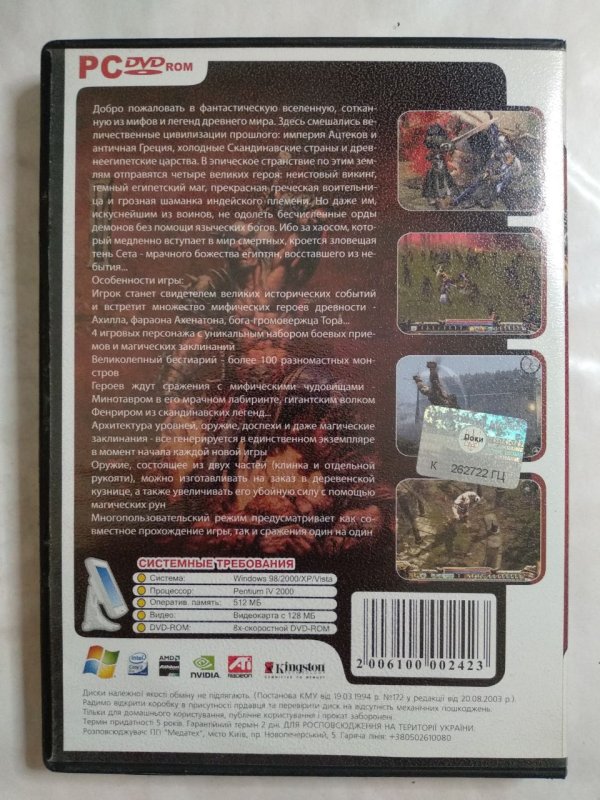 PC DVD ROM
Добро пожаловать в фантастическую вселенную, соткан-
ную из мифов и легенд древнего мира. Здесь смешались ве-
личественные цивилизации прошлого: империя Ацтеков и
античная Греция, холодные Скандинавские страны и древ-
неегипетские царства. В эпическое странствие по этим зем-
лям отправятся четыре великих героя: неистовый викинг,
темный египетский маг, прекрасная греческая воительни-
ца и грозная шаманка индейского племени. Но даже им,
искуснейшим из воинов, не одолеть бесчисленные орды
демонов без помощи языческих богов. Ибо за хаосом, кото-
рый медленно вступает в мир смертных, кроется зловещая
тень Сета - мрачного божества египтян, восставшего из не-
бытия...
Особенности игры:
Игрок станет свидетелем великих исторических событий
и встретит множество мифических героев древности -
Ахилла, фараона Ахенатона, бога-громовержца Тора...
4 игровых персонажа с уникальным набором боевых прие-
мов и магических заклинаний
Великолепный бестиарий - более 100 разномастных мон-
стров
Героев ждут сражения с мифическими чудовищами -
Минотавром в его мрачном лабиринте, гигантским волком
Фенриром из скандинавских легенд...
Архитектура уровней, оружие, доспехи и даже магические
заклинания - все генерируется в единственном экземпляре
в момент начала каждой новой игры
Оружие, состоящее из двух частей (клинка и отдельной
рукояти), можно изготавливать на заказ в деревенской
кузнице, а также увеличивать его убойную силу с помощью
магических рун
Многопользовательский режим предусматривает как со-
вместное прохождение игры, так и сражения один на один
Доки
К 262722 ГЦ
СИСТЕМНЫЕ ТРЕБОВАНИЯ
Система: Windows 98/2000/XP/Vista
Процессор: Pentium IV 2000
Оператив. память: 512 МБ
Видео: Видеокарта с 128 МБ
DVD-ROM: 8х-скоростной DVD-ROM
2 006100 002423
intel
AMD
Athlon
NVIDIA
ATI
RADEON
Kingston
Диски належної якості обміну не підлягають. (Постанова КМУ від 19.03.1994 р. №172 у редакції від 20.08.2003 р.).
Радимо відкрити коробку в присутності продавця та перевірити диск на відсутність механічних пошкоджень.
Тільки для домашнього користування, публічне користування і прокат заборонені.
Термін придатності 5 років. Гарантійний термін 2 дні. ДЛЯ РОСПОВСЮДЖЕННЯ НА ТЕРИТОРІЇ УКРАЇНИ.
Розповсюджувач: ПП "Медатех", місто Київ, пр. Новопечерський, 5. Гаряча лінія: +380502610080